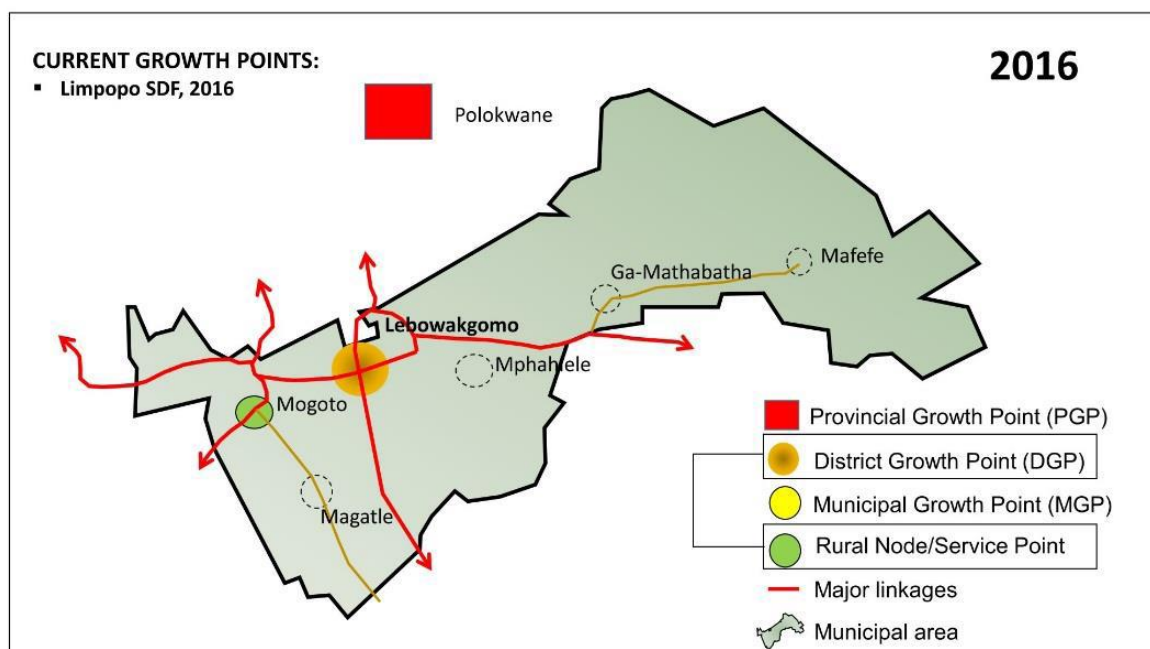 CURRENT GROWTH POINTS:
▪ Limpopo SDF, 2016
2016
Polokwane
Mafefe
Ga-Mathabatha
Lebowakgomo
Mphahlele
Mogoto
Magatle
Provincial Growth Point (PGP)
District Growth Point (DGP)
Municipal Growth Point (MGP)
Rural Node/Service Point
Major linkages
Municipal area